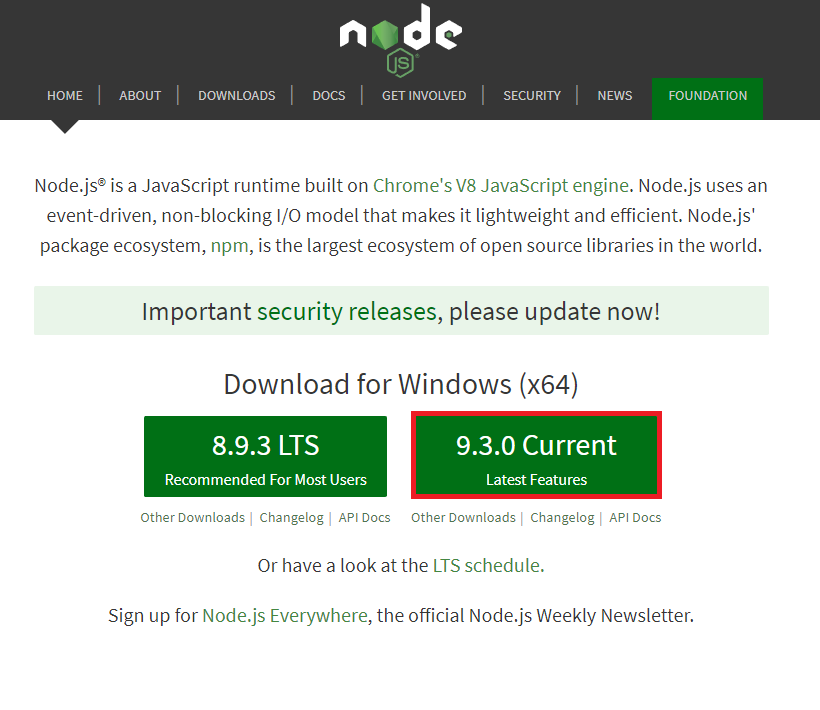 node
JS
HOME | ABOUT | DOWNLOADS | DOCS | GET INVOLVED | SECURITY | NEWS FOUNDATION
Node.js® is a JavaScript runtime built on Chrome's V8 JavaScript engine. Node.js uses an
event-driven, non-blocking I/O model that makes it lightweight and efficient. Node.js'
package ecosystem, npm, is the largest ecosystem of open source libraries in the world.
Important security releases, please update now!
Download for Windows (x64)
8.9.3 LTS 9.3.0 Current
Recommended For Most Users Latest Features
Other Downloads | Changelog | API Docs Other Downloads | Changelog | API Docs
Or have a look at the LTS schedule.
Sign up for Node.js Everywhere, the official Node.js Weekly Newsletter.